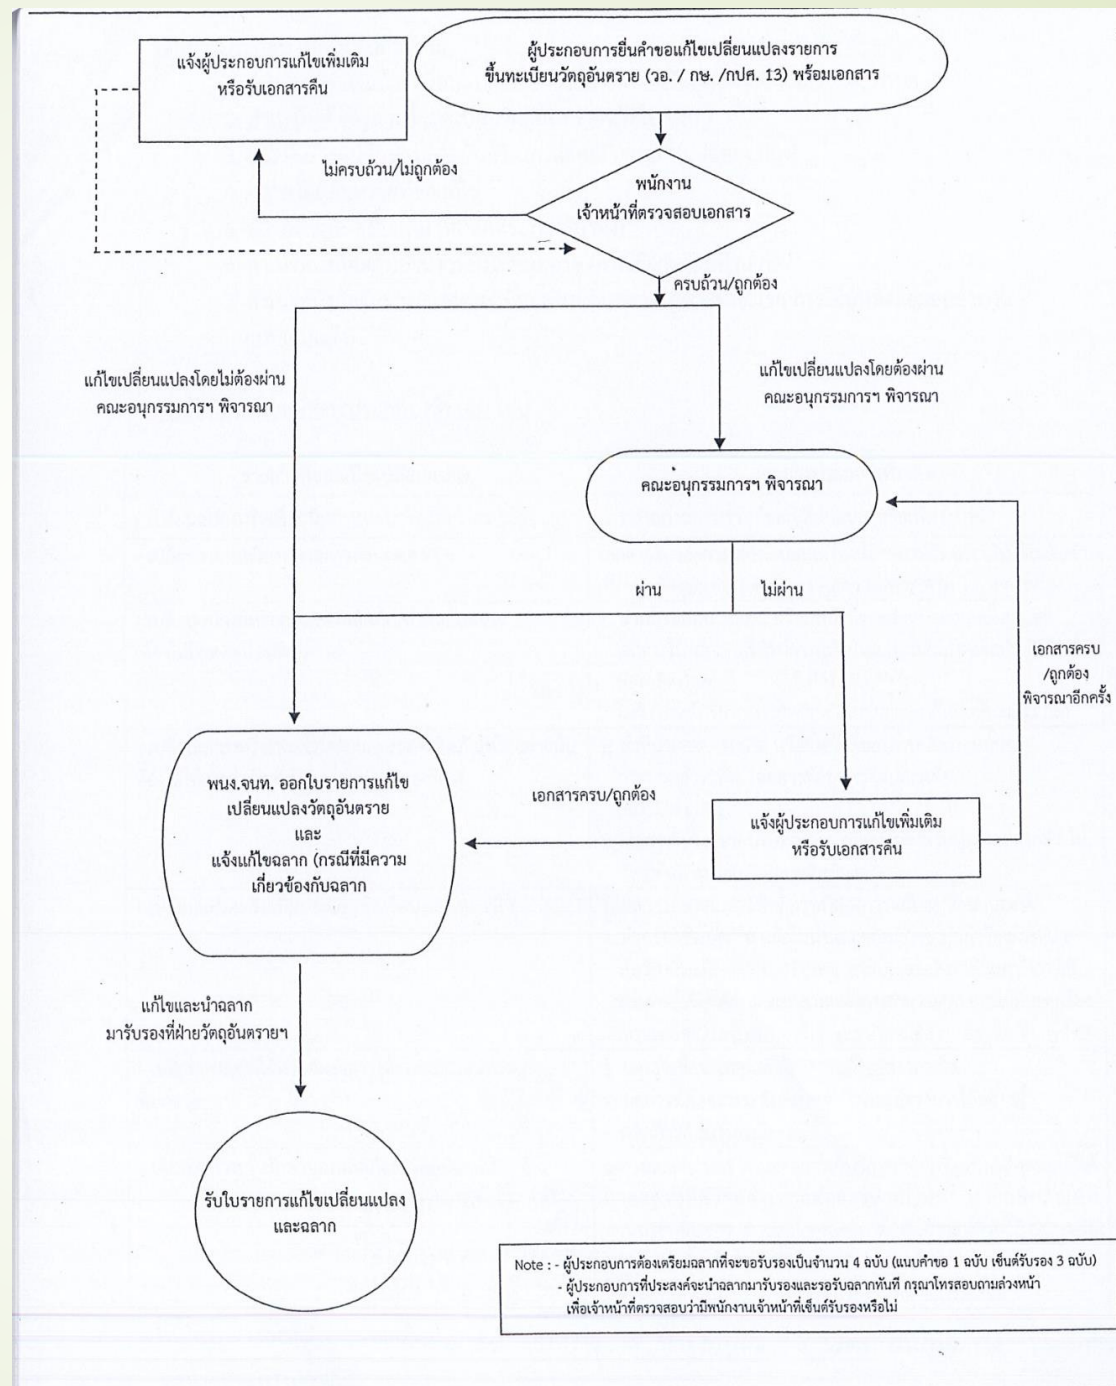 ผู้ประกอบการยื่นคำขอแก้ไขเปลี่ยนแปลงรายการ
ขึ้นทะเบียนวัตถุอันตราย (วอ. / กษ. /กปศ. 13) พร้อมเอกสาร
แจ้งผู้ประกอบการแก้ไขเพิ่มเติม
หรือรับเอกสารคืน
ไม่ครบถ้วน/ไม่ถูกต้อง
พนักงาน
เจ้าหน้าที่ตรวจสอบเอกสาร
ครบถ้วน/ถูกต้อง
แก้ไขเปลี่ยนแปลงโดยไม่ต้องผ่าน
คณะอนุกรรมการฯ พิจารณา
แก้ไขเปลี่ยนแปลงโดยต้องผ่าน
คณะอนุกรรมการฯ พิจารณา
คณะอนุกรรมการฯ พิจารณา
ผ่าน
ไม่ผ่าน
เอกสารครบ
/ถูกต้อง
พิจารณาอีกครั้ง
พนง.จนท. ออกใบรายการแก้ไข
เปลี่ยนแปลงวัตถุอันตราย
และ
แจ้งแก้ไขฉลาก (กรณีที่มีความ
เกี่ยวข้องกับฉลาก
เอกสารครบ/ถูกต้อง
แจ้งผู้ประกอบการแก้ไขเพิ่มเติม
หรือรับเอกสารคืน
แก้ไขและนำฉลาก
มารับรองที่ฝ่ายวัตถุอันตรายฯ
รับใบรายการแก้ไขเปลี่ยนแปลง
และฉลาก
Note : - ผู้ประกอบการต้องเตรียมฉลากที่จะขอรับรองเป็นจำนวน 4 ฉบับ (แนบคำขอ 1 ฉบับ เซ็นต์รับรอง 3 ฉบับ)
- ผู้ประกอบการที่ประสงค์จะนำฉลากมารับรองและรอรับฉลากทันที กรุณาโทรสอบถามล่วงหน้า
เพื่อเจ้าหน้าที่ตรวจสอบว่ามีพนักงานเจ้าหน้าที่เซ็นต์รับรองหรือไม่